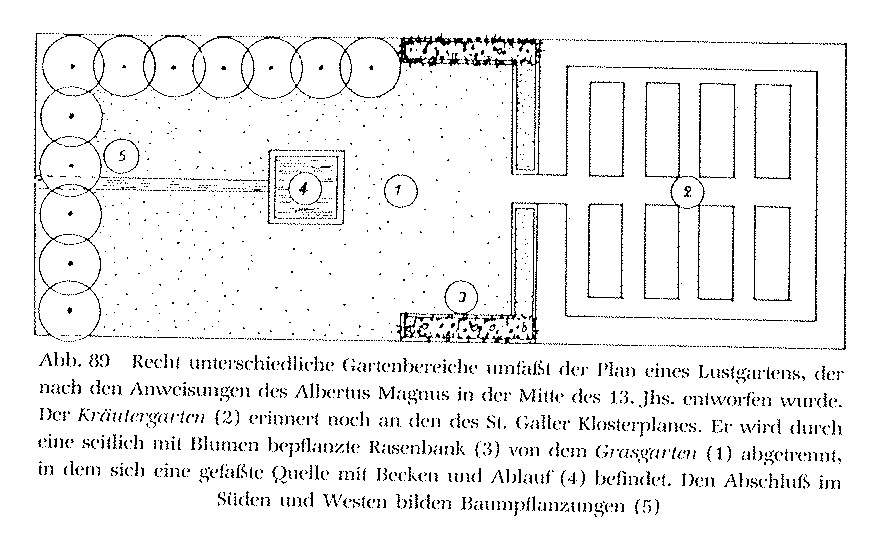 5
4
1
2
3
Abb. 89 Recht unterschiedliche Gartenbereiche umfaßt der Plan eines Lustgartens, der
nach den Anweisungen des Albertus Magnus in der Mitte des 13. Jhs. entworfen wurde.
Der Kräutergarten (2) erinnert noch an den des St. Galler Klosterplanes. Er wird durch
eine seitlich mit Blumen bepflanzte Rasenbank (3) von dem Grasgarten (1) abgetrennt,
in dem sich eine gefaßte Quelle mit Becken und Ablauf (4) befindet. Den Abschluß im
Süden und Westen bilden Baumpflanzungen (5)